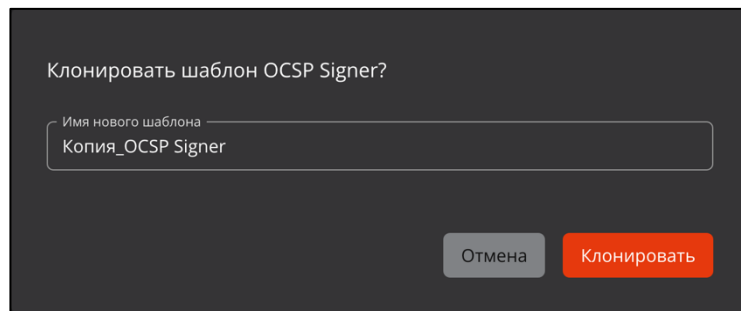 Клонировать шаблон OCSP Signer?
Имя нового шаблона
Копия_OCSP Signer
Отмена Клонировать